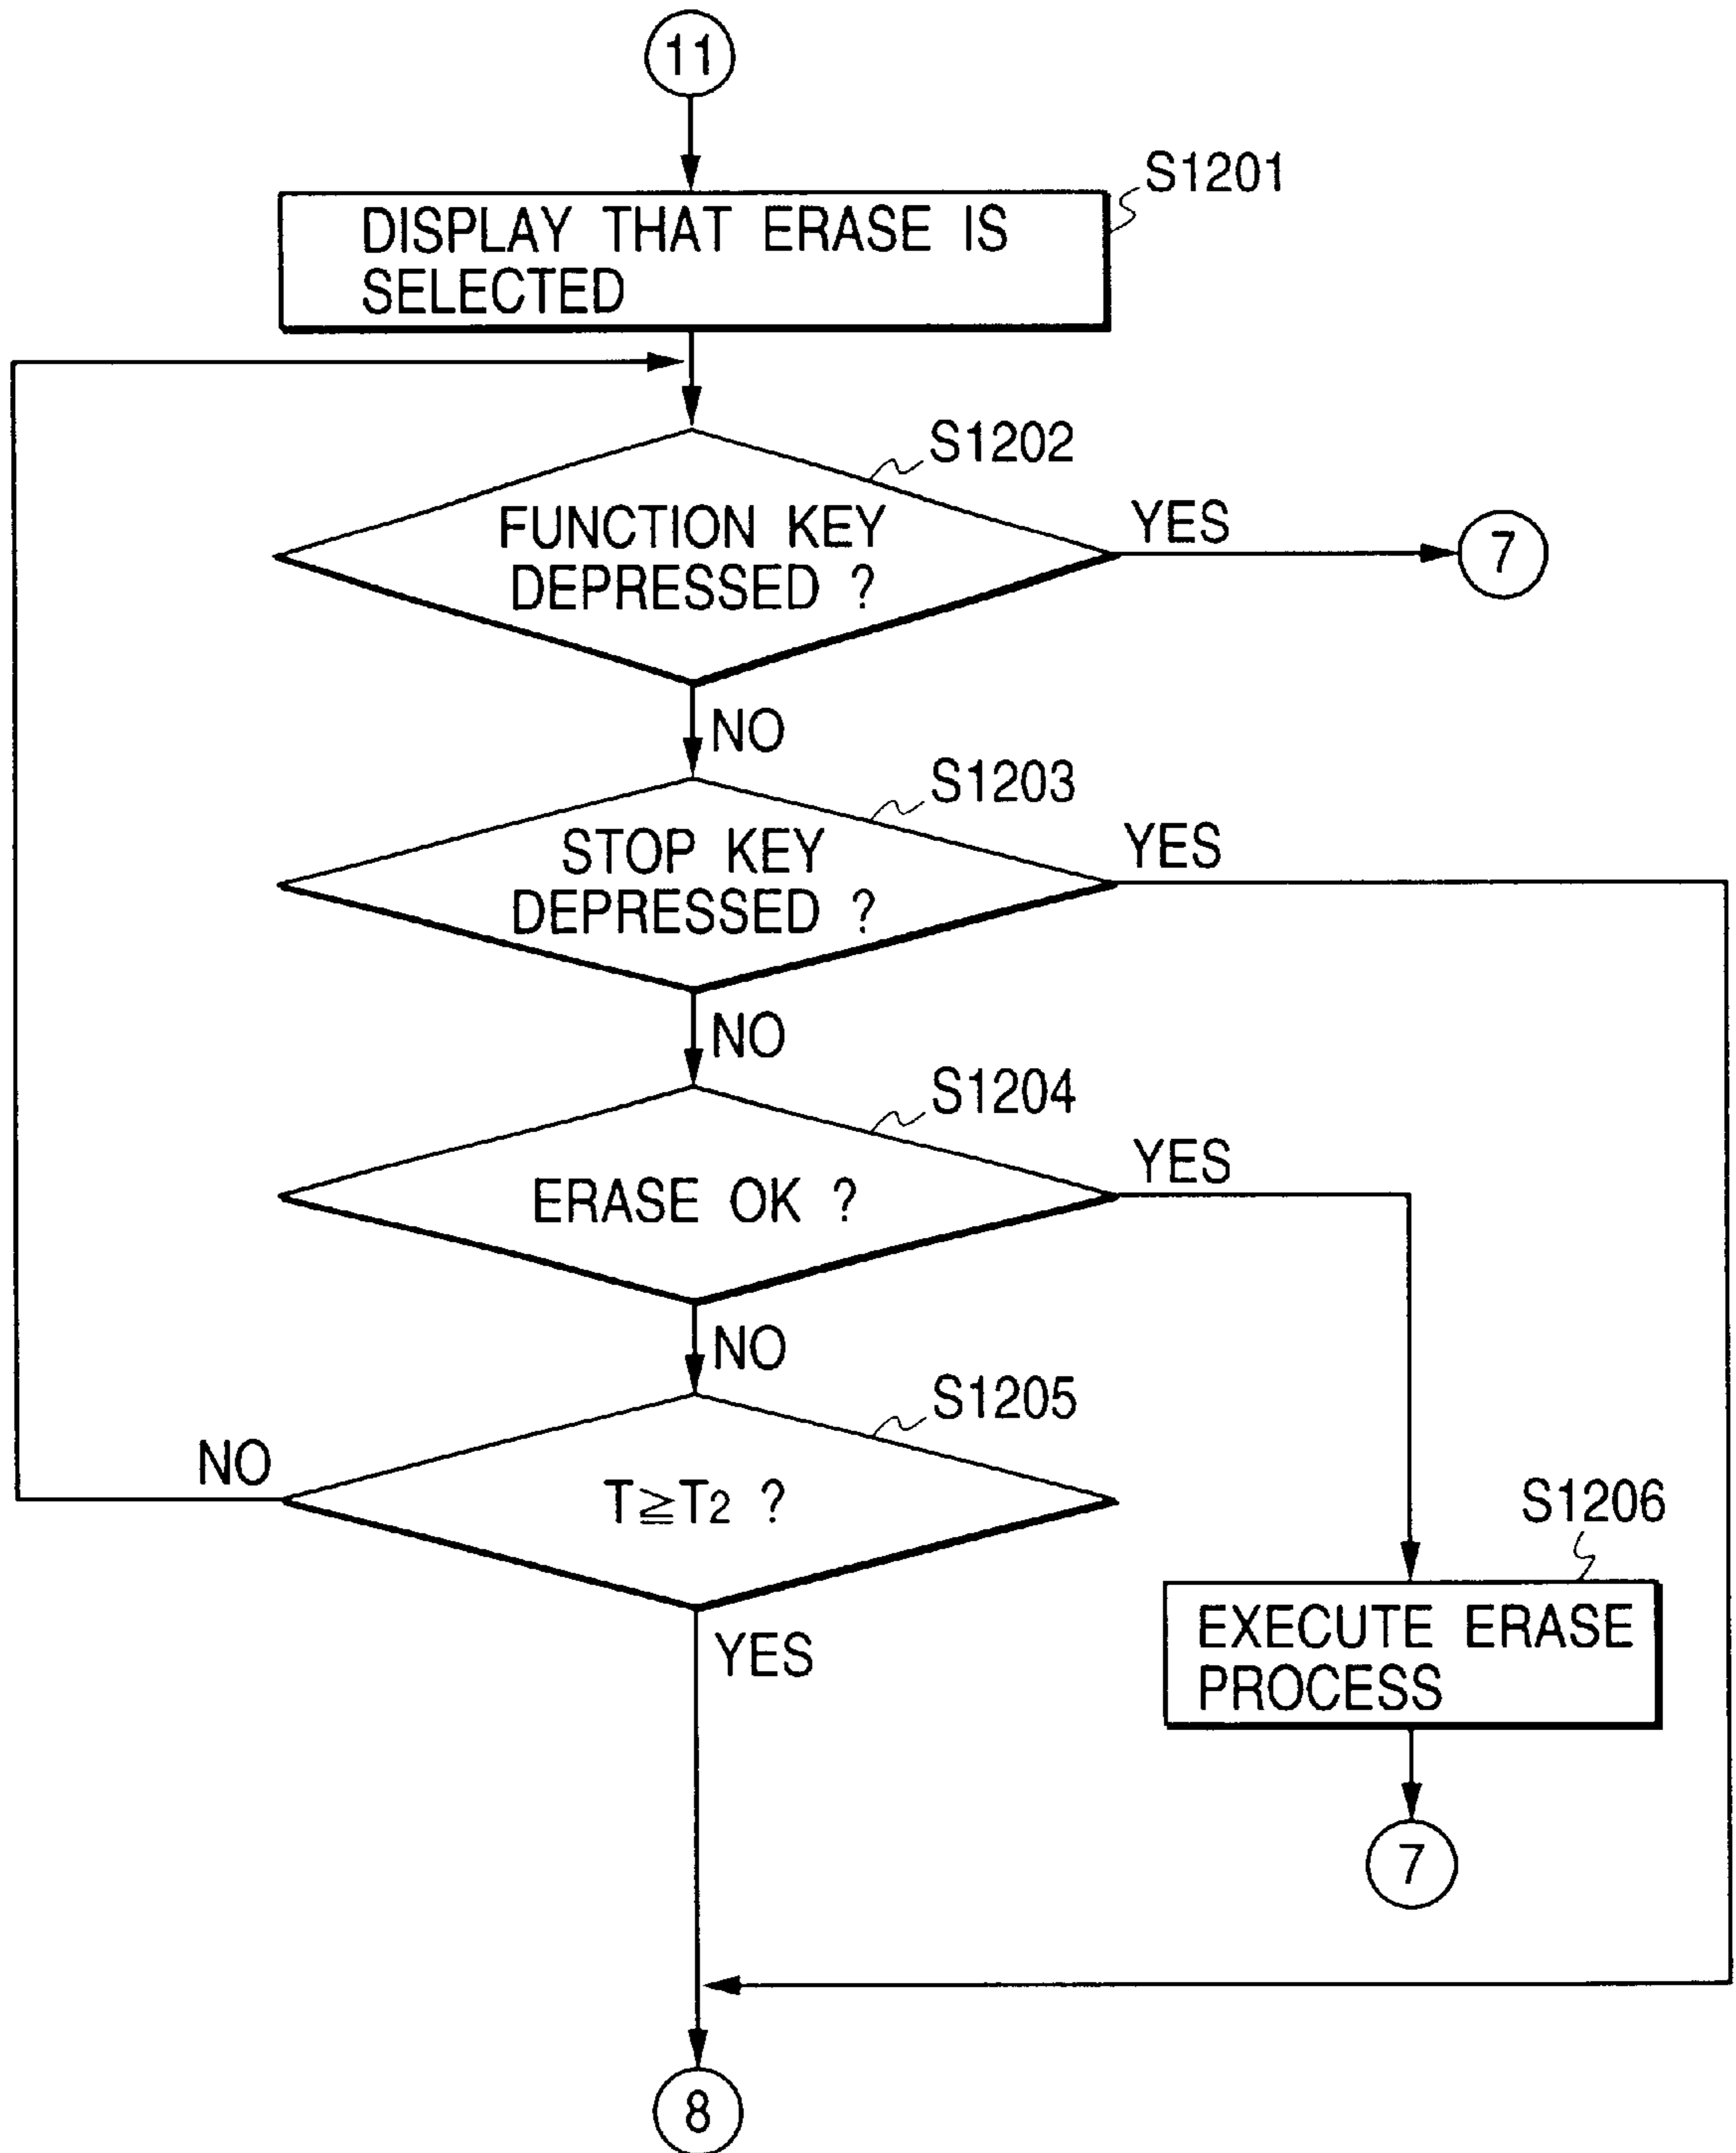 11
S1201
DISPLAY THAT ERASE IS
SELECTED
S1202
FUNCTION KEY
DEPRESSED ?
YES
7
NO
S1203
STOP KEY
DEPRESSED ?
YES
NO
S1204
ERASE OK ?
YES
NO
S1205
NO
T≧T2 ?
YES
S1206
EXECUTE ERASE
PROCESS
7
8